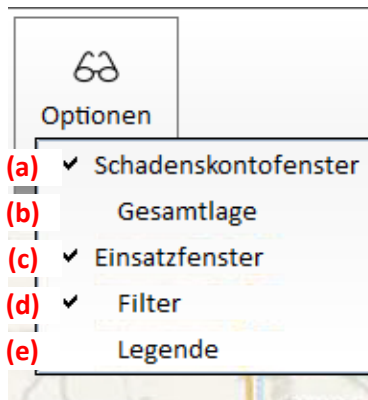 Optionen
(a) ✔ Schadenskontofenster
(b) Gesamtlage
(c) ✔ Einsatzfenster
(d) ✔ Filter
(e) Legende